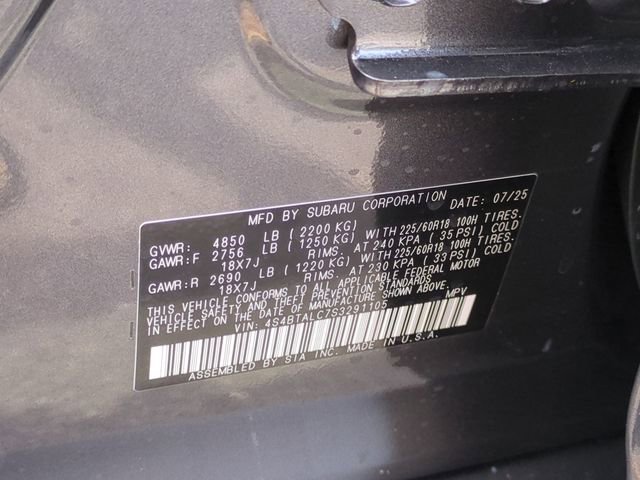 MFD BY SUBARU CORPORATION DATE: 07/25
GVWR: 4850 LB (2200 KG)
GAWR:F 2756 LB (1250 KG) WITH 225/60R18 100H TIRES.
18X7J RIMS. AT 240 KPA (35 PSI) COLD
GAWR:R 2690 LB (1220 KG) WITH 225/60R18 100H TIRES.
18X7J RIMS. AT 230 KPA (33 PSI) COLD
THIS VEHICLE CONFORMS TO ALL APPLICABLE FEDERAL MOTOR
VEHICLE SAFETY AND THEFT PREVENTION STANDARDS
IN EFFECT ON THE DATE OF MANUFACTURE SHOWN ABOVE.
VIN: 4S4BTALC7S3291105 MPV
ASSEMBLED BY SIA INC. MADE IN U.S.A.